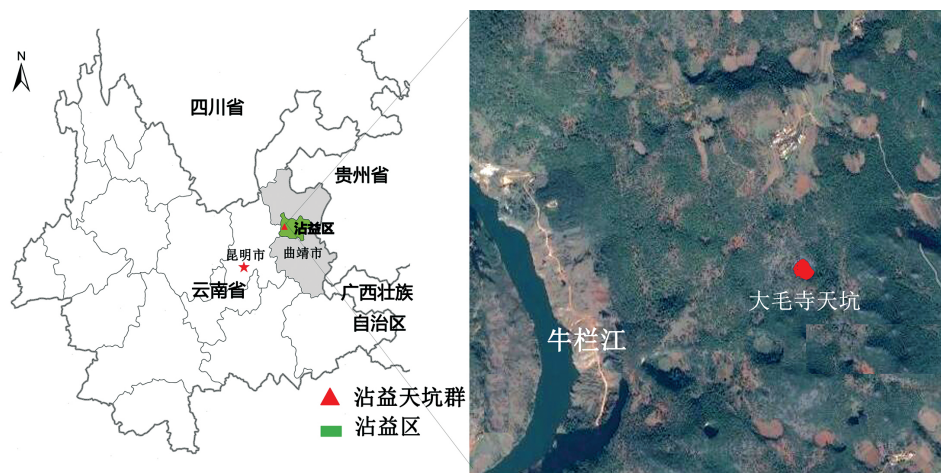 N
四川省
贵州省
沾益区
昆明市
曲靖市
云南省
广西壮族
自治区
沾益天坑群
沾益区
大毛寺天坑
牛栏江